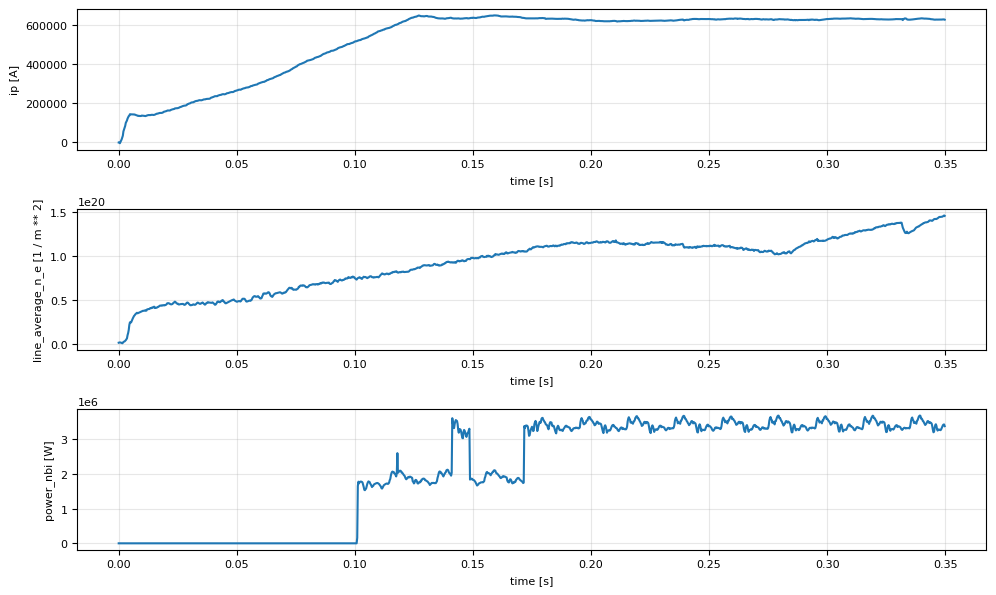 ip [A]
600000
400000
200000
0
0.00 0.05 0.10 0.15 0.20 0.25 0.30 0.35
time [s]
line_average_n_e [1 / m ** 2]
1e20
1.5
1.0
0.5
0.0
0.00 0.05 0.10 0.15 0.20 0.25 0.30 0.35
time [s]
power_nbi [W]
1e6
3
2
1
0
0.00 0.05 0.10 0.15 0.20 0.25 0.30 0.35
time [s]